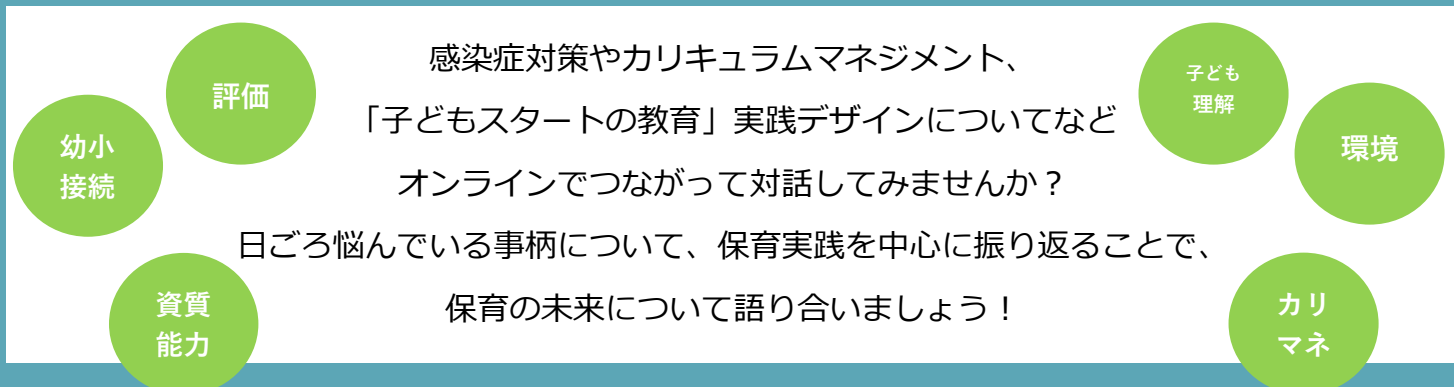 感染症対策やカリキュラムマネジメント、
「子どもスタートの教育」実践デザインについてなど
オンラインでつながって対話してみませんか？
日ごろ悩んでいる事柄について、保育実践を中心に振り返ることで、
保育の未来について語り合いましょう！
評価
幼小
接続
資質
能力
子ども
理解
環境
カリ
マネ